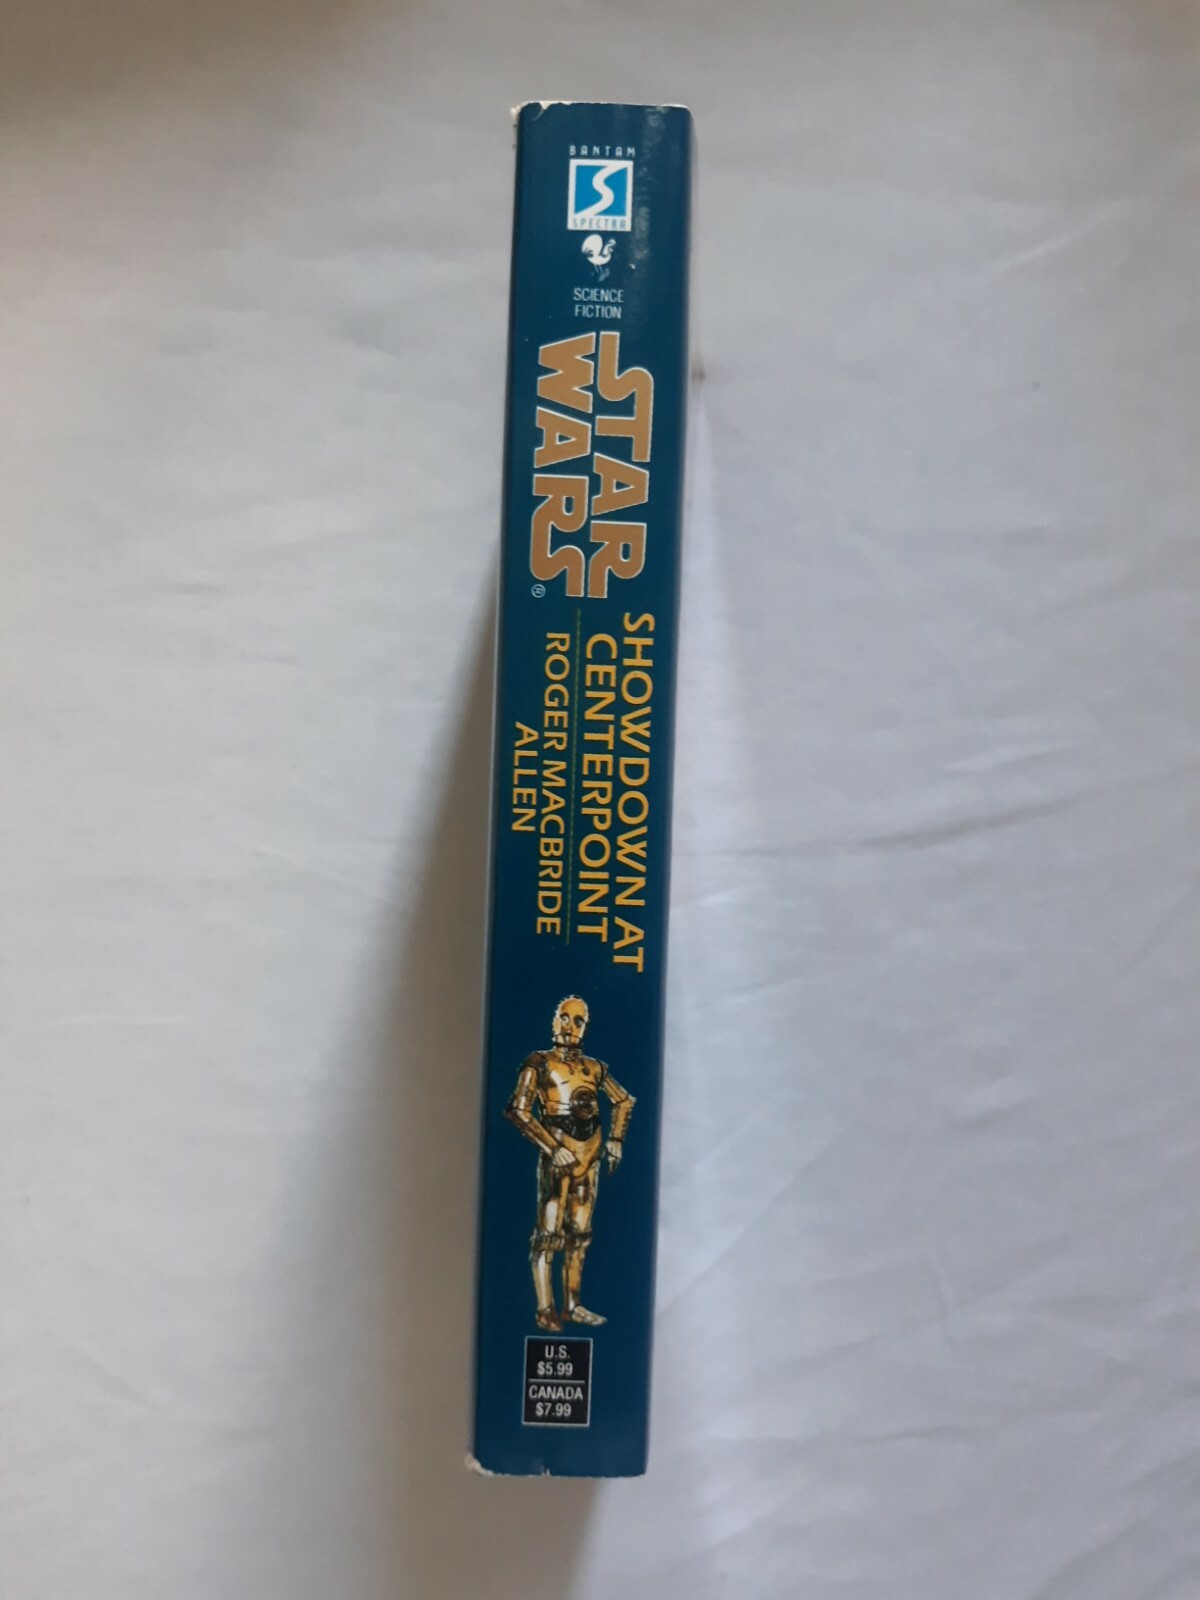 BANTAM
SPECTRA
SCIENCE
FICTION
STAR
WARS®
SHOWDOWN AT
CENTERPOINT
ROGER MACBRIDE
ALLEN
U.S.
$5.99
CANADA
$7.99